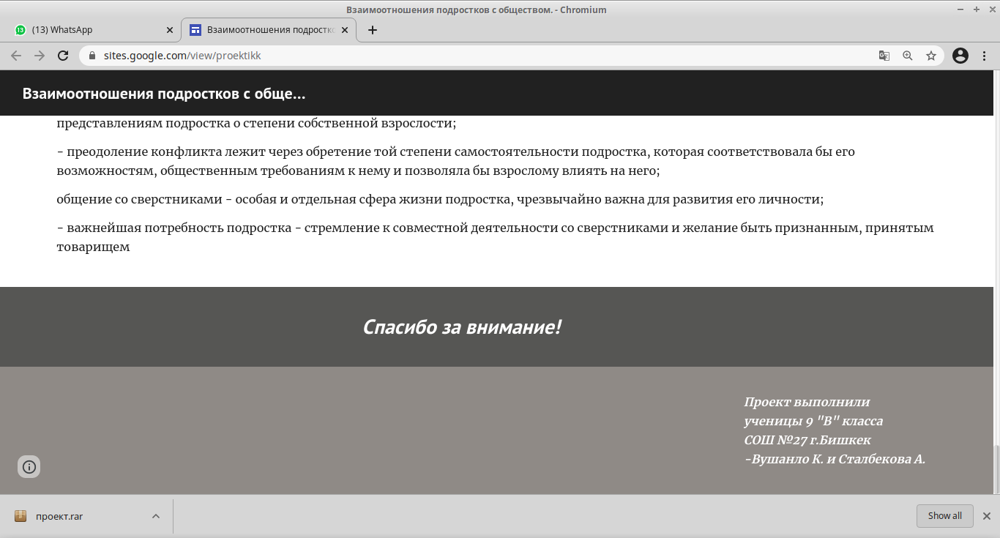 Взаимоотношения подростков с обществом. - Chromium
(13) WhatsApp
Взаимоотношения подростко
sites.google.com/view/proektikk
Взаимоотношения подростков с обще...
представлениям подростка о степени собственной взрослости;
- преодоление конфликта лежит через обретение той степени самостоятельности подростка, которая соответствовала бы его
возможностям, общественным требованиям к нему и позволяла бы взрослому влиять на него;
общение со сверстниками - особая и отдельная сфера жизни подростка, чрезвычайно важна для развития его личности;
- важнейшая потребность подростка - стремление к совместной деятельности со сверстниками и желание быть признанным, принятым
товарищем
Спасибо за внимание!
Проект выполнили
ученицы 9 "В" класса
СОШ №27 г.Бишкек
-Вушанло К. и Сталбекова А.
проект.rar
Show all